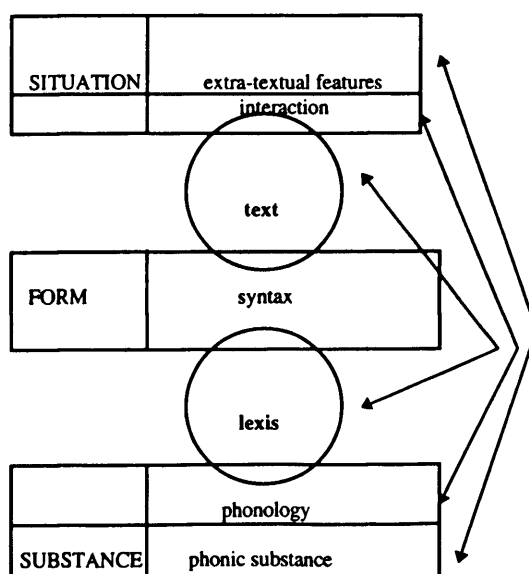 SITUATION extra-textual features
interaction
text
FORM syntax
lexis
phonology
SUBSTANCE phonic substance